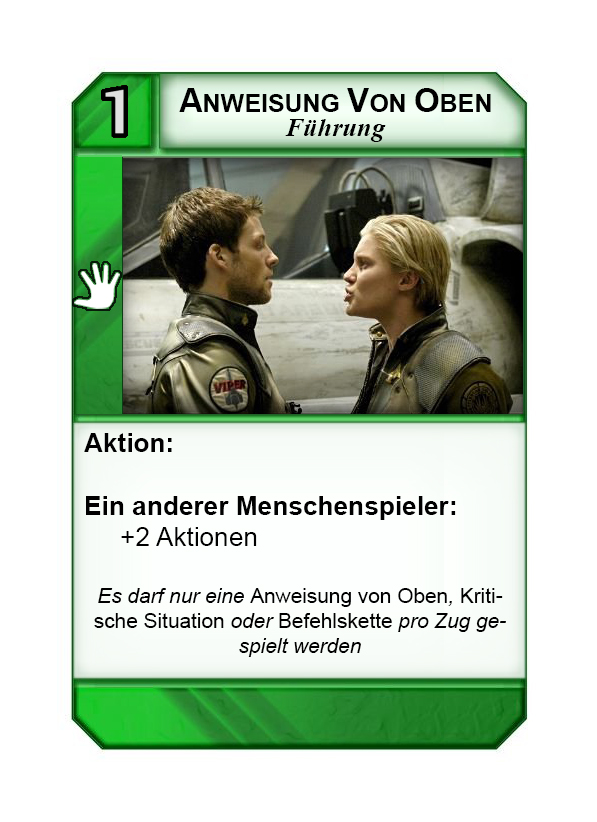 1
ANWEISUNG VON OBEN
Führung
VIPER
Aktion:
Ein anderer Menschenspieler:
+2 Aktionen
Es darf nur eine Anweisung von Oben, Kriti-
sche Situation oder Befehlskette pro Zug ge-
spielt werden